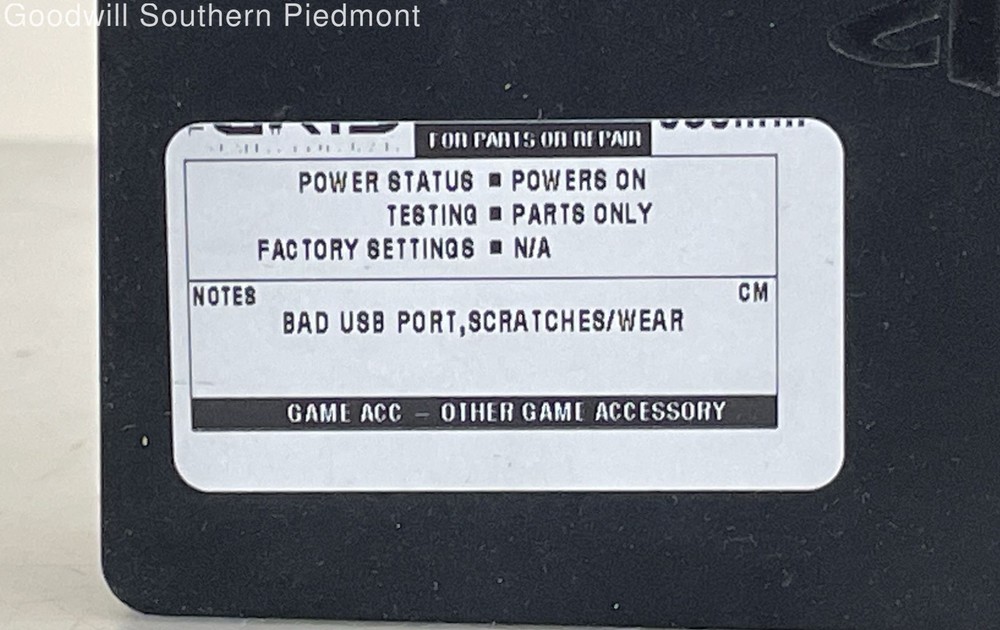 Goodwill Southern Piedmont
FOR PARTS OR REPAIR
POWER STATUS ■ POWERS ON
TESTING ■ PARTS ONLY
FACTORY SETTINGS ■ N/A
NOTES CM
BAD USB PORT,SCRATCHES/WEAR
GAME ACC – OTHER GAME ACCESSORY